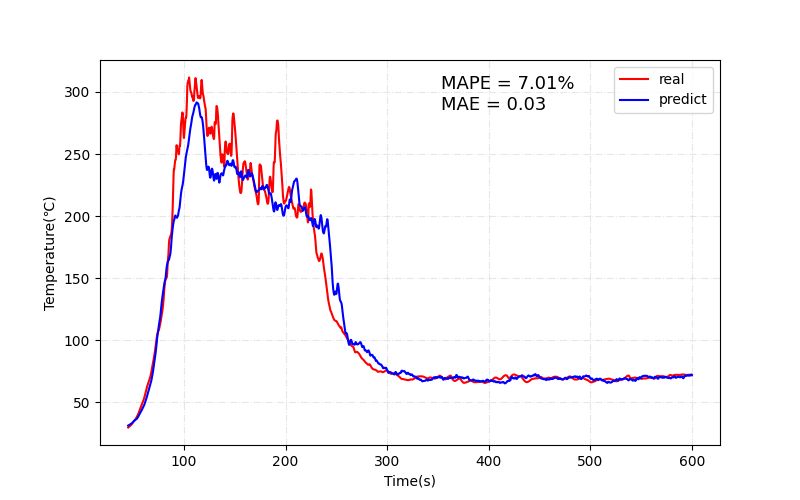 MAPE = 7.01%
MAE = 0.03
real
predict
Temperature(℃)
300
250
200
150
100
50
100
200
300
400
500
600
Time(s)